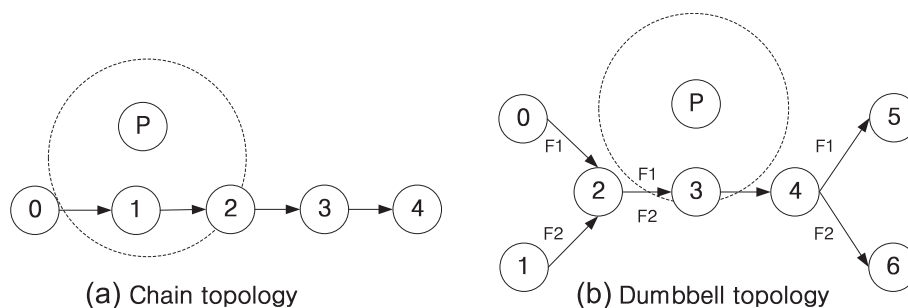 P
0 1 2 3 4
(a) Chain topology
P
0 5
F1 F1
F1
2 3 4
F2
F2 F2
1 6
(b) Dumbbell topology